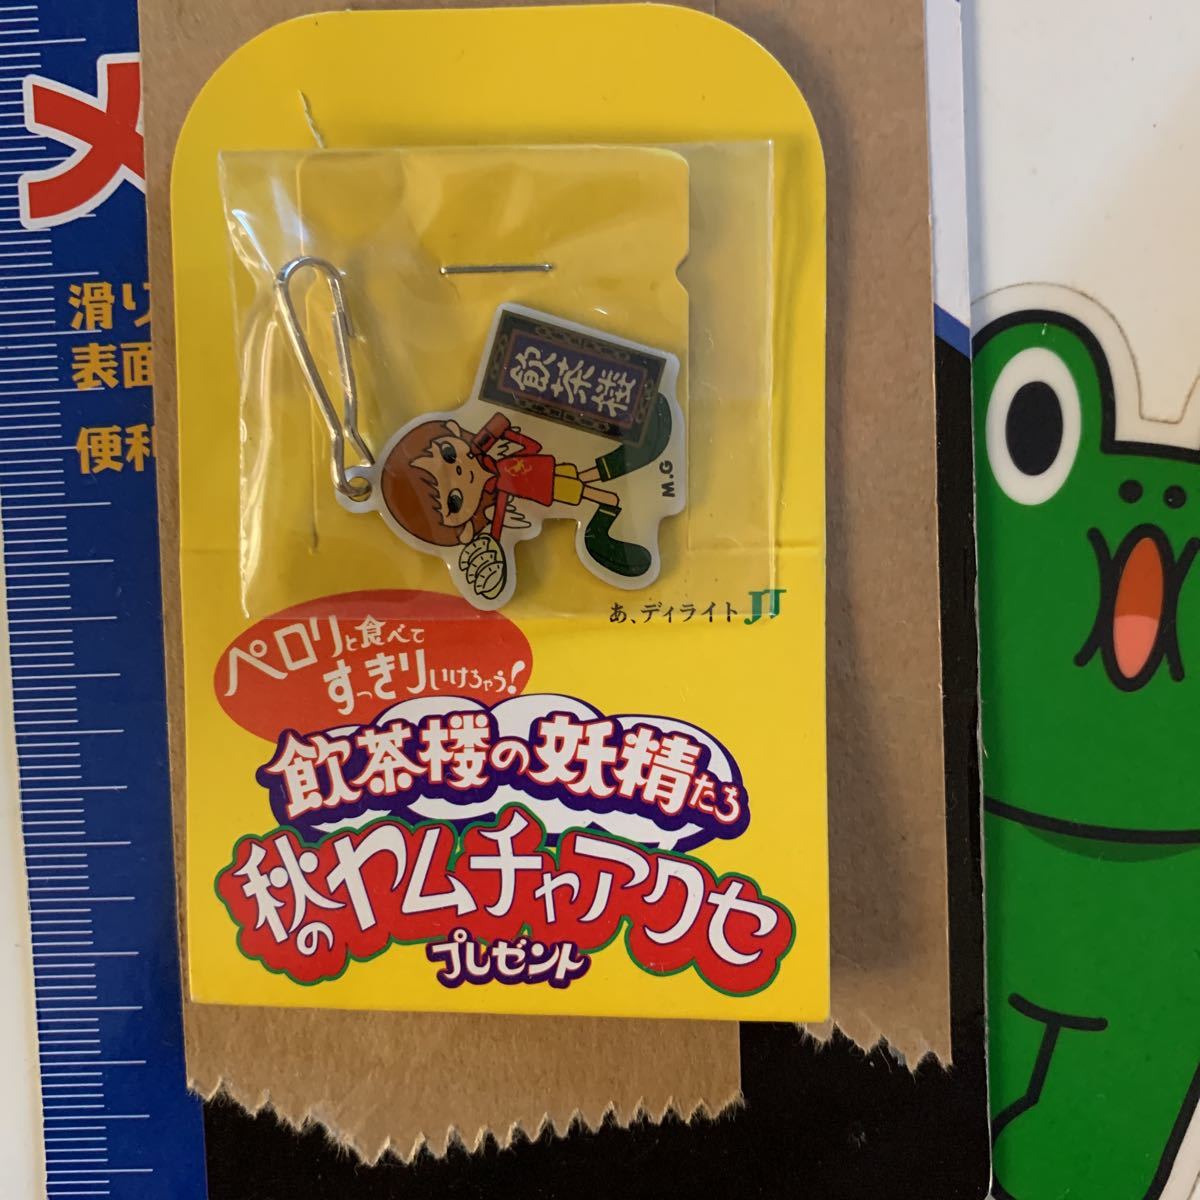 メ
滑り
表面
便利
飲茶楼
M.G
あ、ディライト JT
ペロリと食べて
すっきりいけちゃう!
飲茶楼の妖精たち
秋のヤムチャアクセ
プレゼント